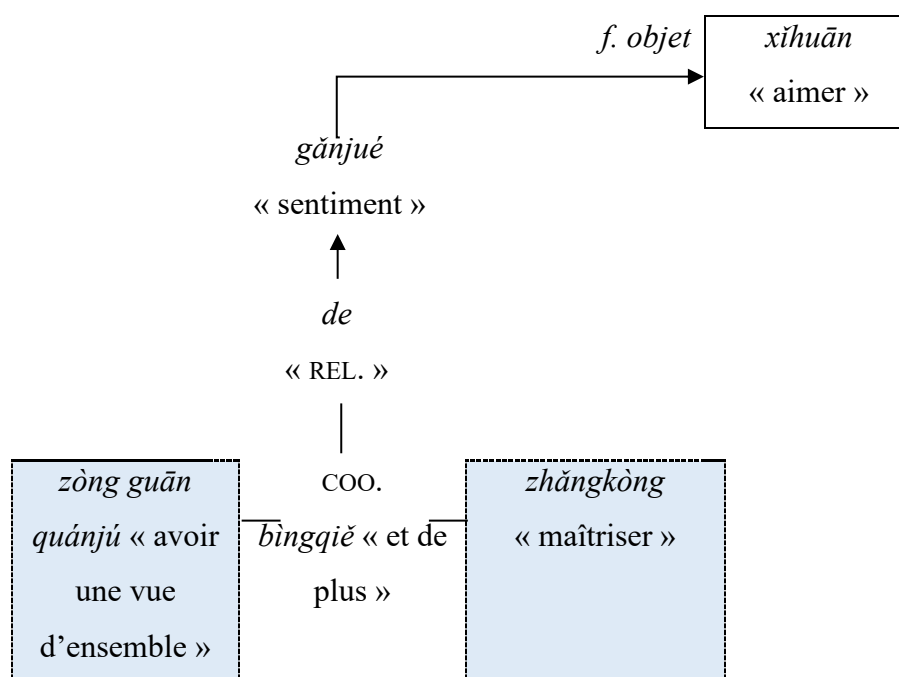 f. objet
xǐhuān
« aimer »
gǎnjué
« sentiment »
de
« REL. »
zòng guān
quánjú « avoir
une vue
d’ensemble »
COO.
bìngqiě « et de
plus »
zhǎngkòng
« maîtriser »